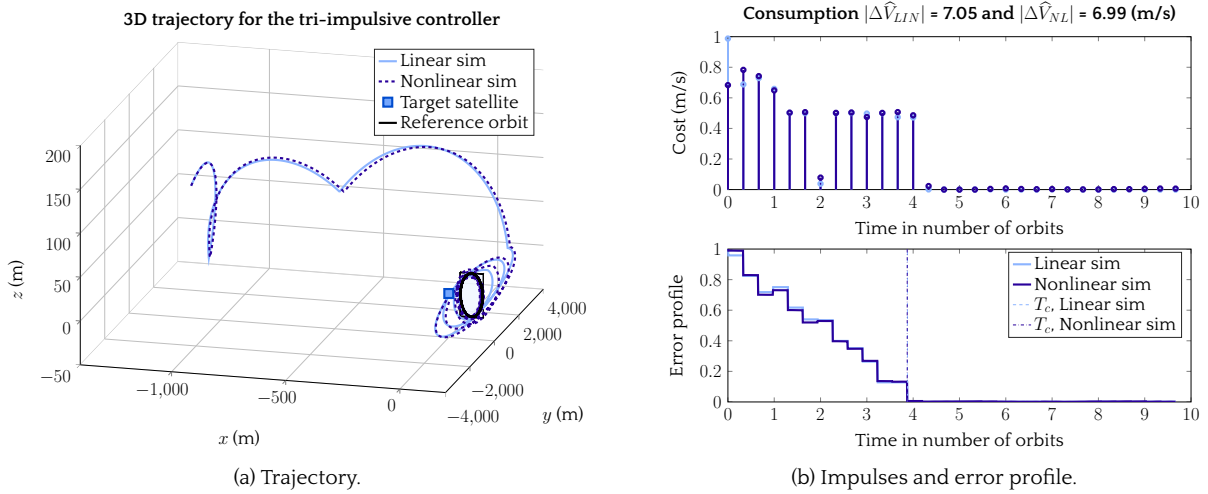 3D trajectory for the tri-impulsive controller
Linear sim
Nonlinear sim
Target satellite
Reference orbit
200
150
100
50
0
−50
z (m)
−1,000
−500
0
x (m)
4,000
2,000
0
−2,000
−4,000
y (m)
(a) Trajectory.
Consumption |ΔV̂_LIN| = 7.05 and |ΔV̂_NL| = 6.99 (m/s)
1
0.8
0.6
0.4
0.2
0
Cost (m/s)
0 1 2 3 4 5 6 7 8 9 10
Time in number of orbits
Linear sim
Nonlinear sim
T_c, Linear sim
T_c, Nonlinear sim
1
0.8
0.6
0.4
0.2
0
Error profile
0 1 2 3 4 5 6 7 8 9 10
Time in number of orbits
(b) Impulses and error profile.